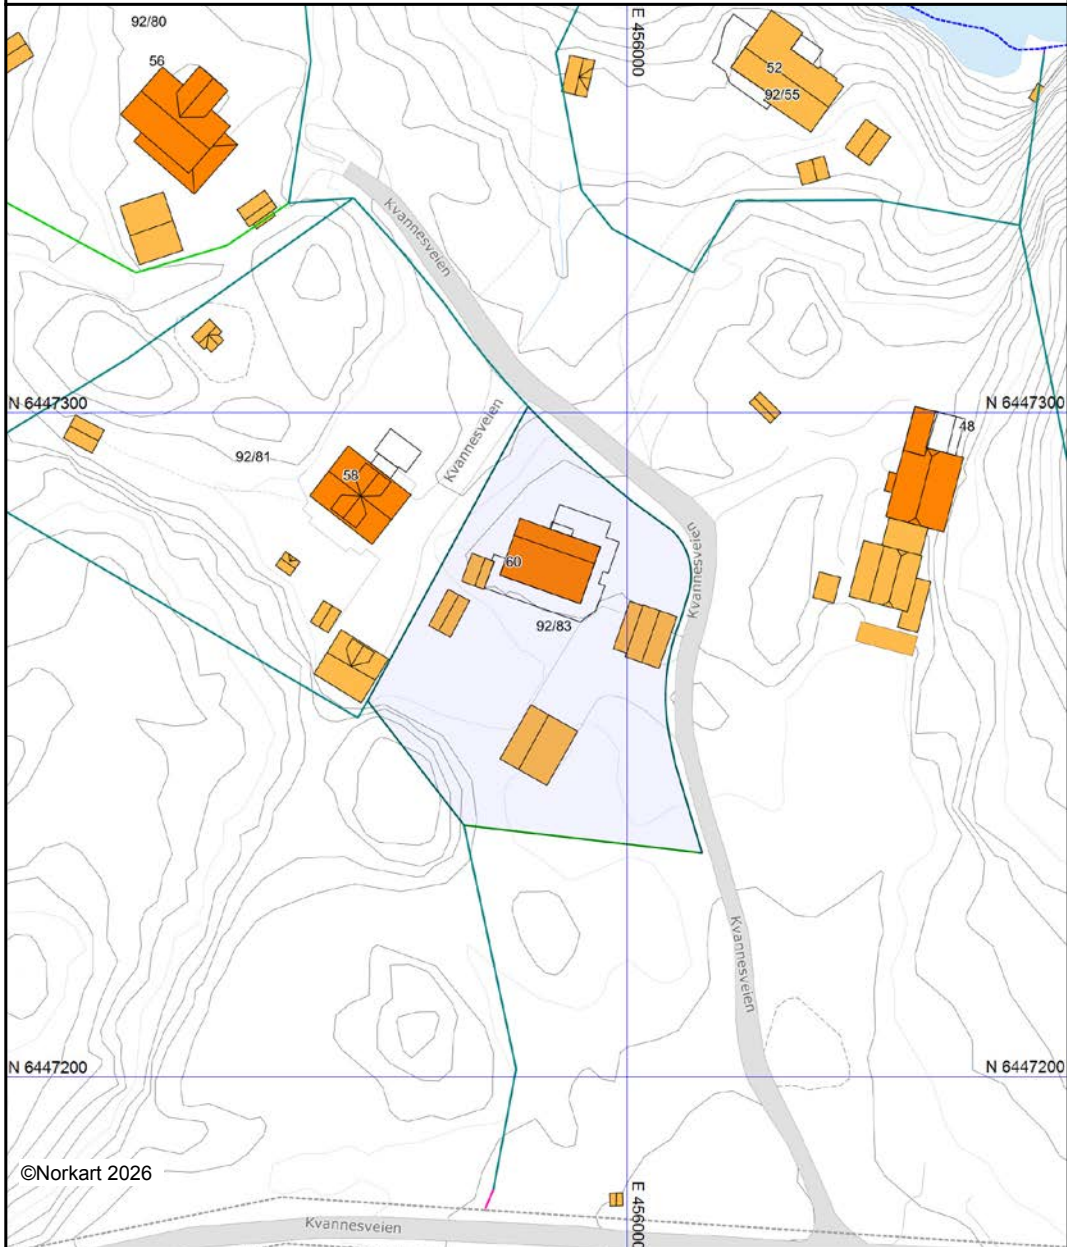 92/80
56
E 456000
52
92/55
Kvannesveien
N 6447300
N 6447300
48
Kvannesveien
92/81
58
Kvannesveien
60
92/83
Kvannesveien
N 6447200
N 6447200
©Norkart 2026
E 456000
Kvannesveien